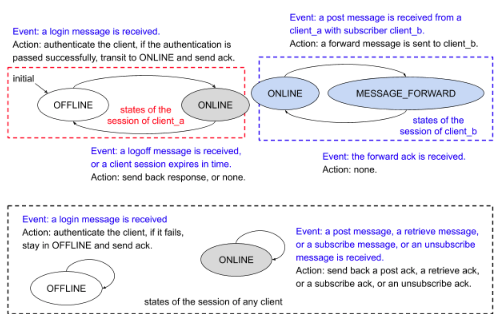 Event: a login message is received.
Action: authenticate the client, if the authentication is
passed successfully, transit to ONLINE and send ack.
initial
OFFLINE
ONLINE
states of the
session of client_a
Event: a logoff message is received,
or a client session expires in time.
Action: send back response, or none.
Event: a post message is received from a
client_a with subscriber client_b.
Action: a forward message is sent to client_b.
ONLINE
MESSAGE_FORWARD
states of the
session of client_b
Event: the forward ack is received.
Action: none.
Event: a login message is received
Action: authenticate the client, if it fails,
stay in OFFLINE and send ack.
OFFLINE
ONLINE
Event: a post message, a retrieve message,
or a subscribe message, or an unsubscribe
message is received.
Action: send back a post ack, a retrieve ack,
or a subscribe ack, or an unsubscribe ack.
states of the session of any client